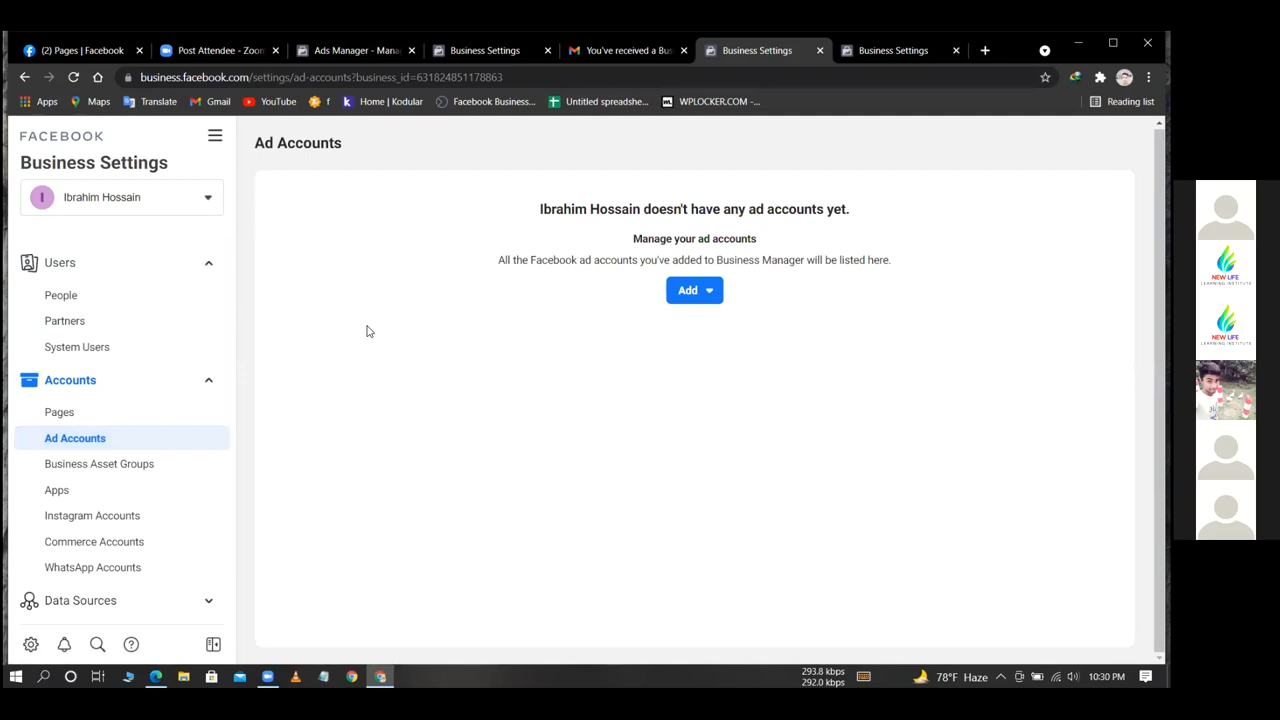 (2) Pages | Facebook
Post Attendee - Zoom
Ads Manager - Mana
Business Settings
You've received a Bus
Business Settings
Business Settings
business.facebook.com/settings/ad-accounts?business_id=631824851178863
Apps
Maps
Translate
Gmail
YouTube
f
Home | Kodular
Facebook Business...
Untitled spreadshe...
WPLOCKER.COM -...
Reading list
FACEBOOK
Business Settings
I Ibrahim Hossain
Users
People
Partners
System Users
Accounts
Pages
Ad Accounts
Business Asset Groups
Apps
Instagram Accounts
Commerce Accounts
WhatsApp Accounts
Data Sources
Ad Accounts
Ibrahim Hossain doesn't have any ad accounts yet.
Manage your ad accounts
All the Facebook ad accounts you've added to Business Manager will be listed here.
Add
NEW LIFE
LEARNING INSTITUTE
NEW LIFE
LEARNING INSTITUTE
293.8 kbps
292.0 kbps
78°F Haze
10:30 PM